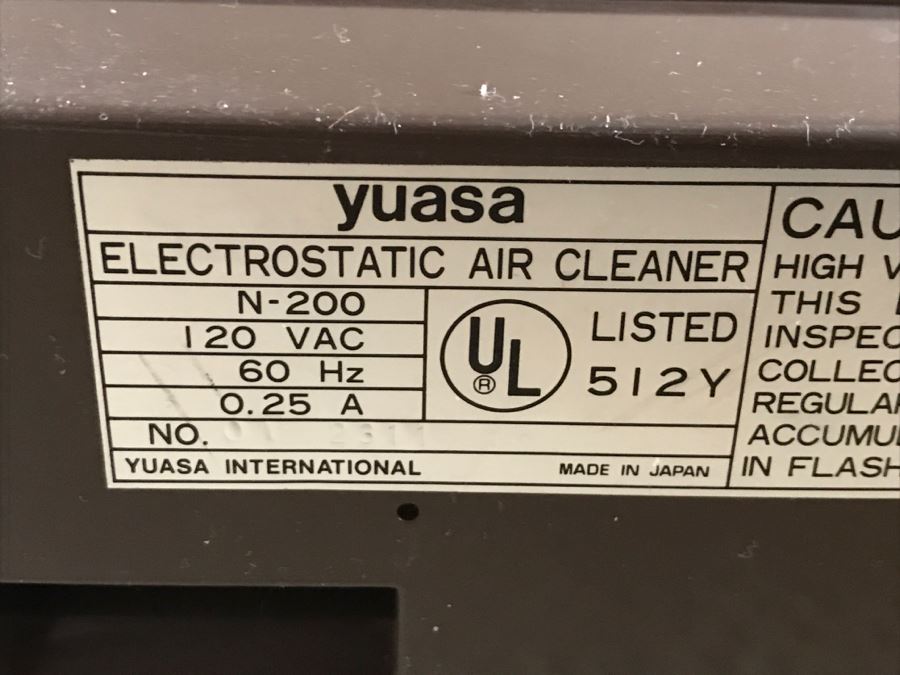 yuasa
ELECTROSTATIC AIR CLEANER
N-200
120 VAC
60 Hz
0.25 A
UL
®
LISTED
512Y
NO.
YUASA INTERNATIONAL
MADE IN JAPAN
CAU
HIGH V
THIS
INSPEC
COLLEC
REGULAR
ACCUMU
IN FLASH